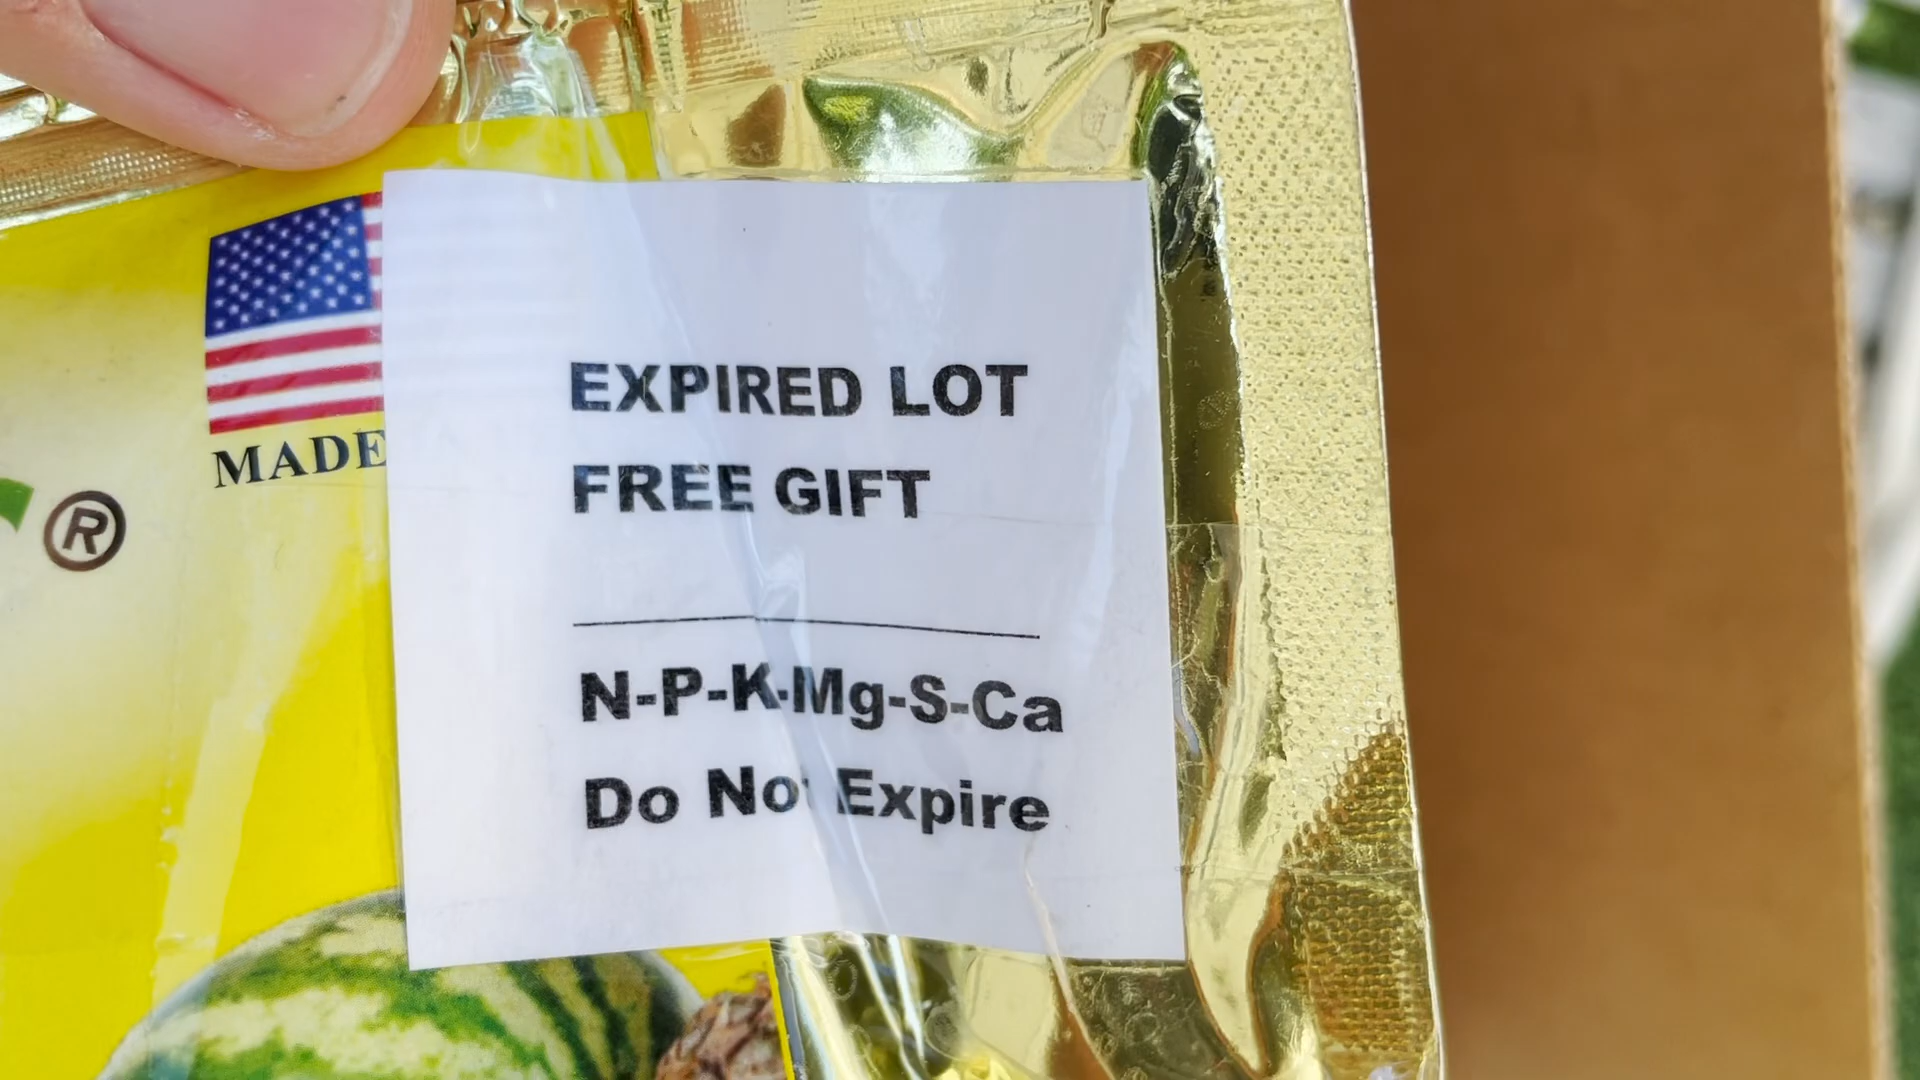 MADE
®
EXPIRED LOT
FREE GIFT
N-P-K-Mg-S-Ca
Do Not Expire